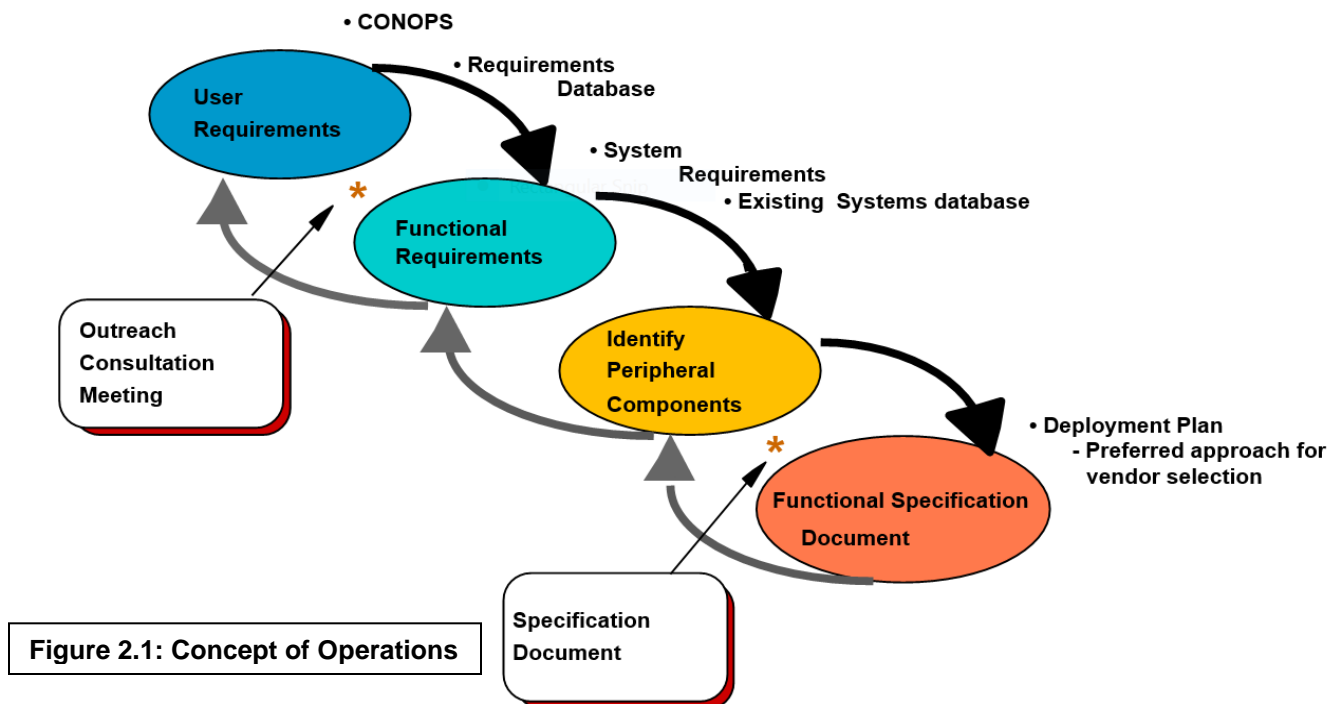 • CONOPS
• Requirements
Database
User
Requirements
• System
Requirements
• Existing Systems database
*
Functional
Requirements
Outreach
Consultation
Meeting
Identify
Peripheral
Components
• Deployment Plan
- Preferred approach for
vendor selection
*
Functional Specification
Document
Specification
Document
Figure 2.1: Concept of Operations